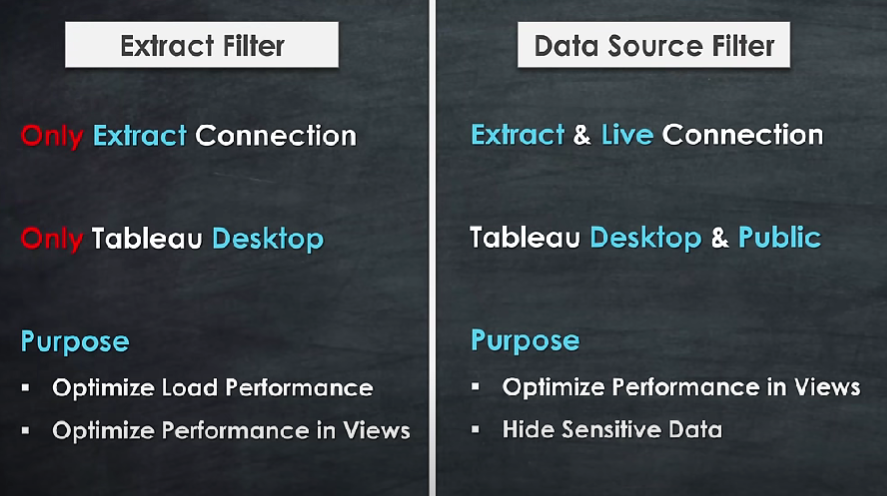 Extract Filter
Only Extract Connection
Only Tableau Desktop
Purpose
▪ Optimize Load Performance
▪ Optimize Performance in Views
Data Source Filter
Extract & Live Connection
Tableau Desktop & Public
Purpose
▪ Optimize Performance in Views
▪ Hide Sensitive Data